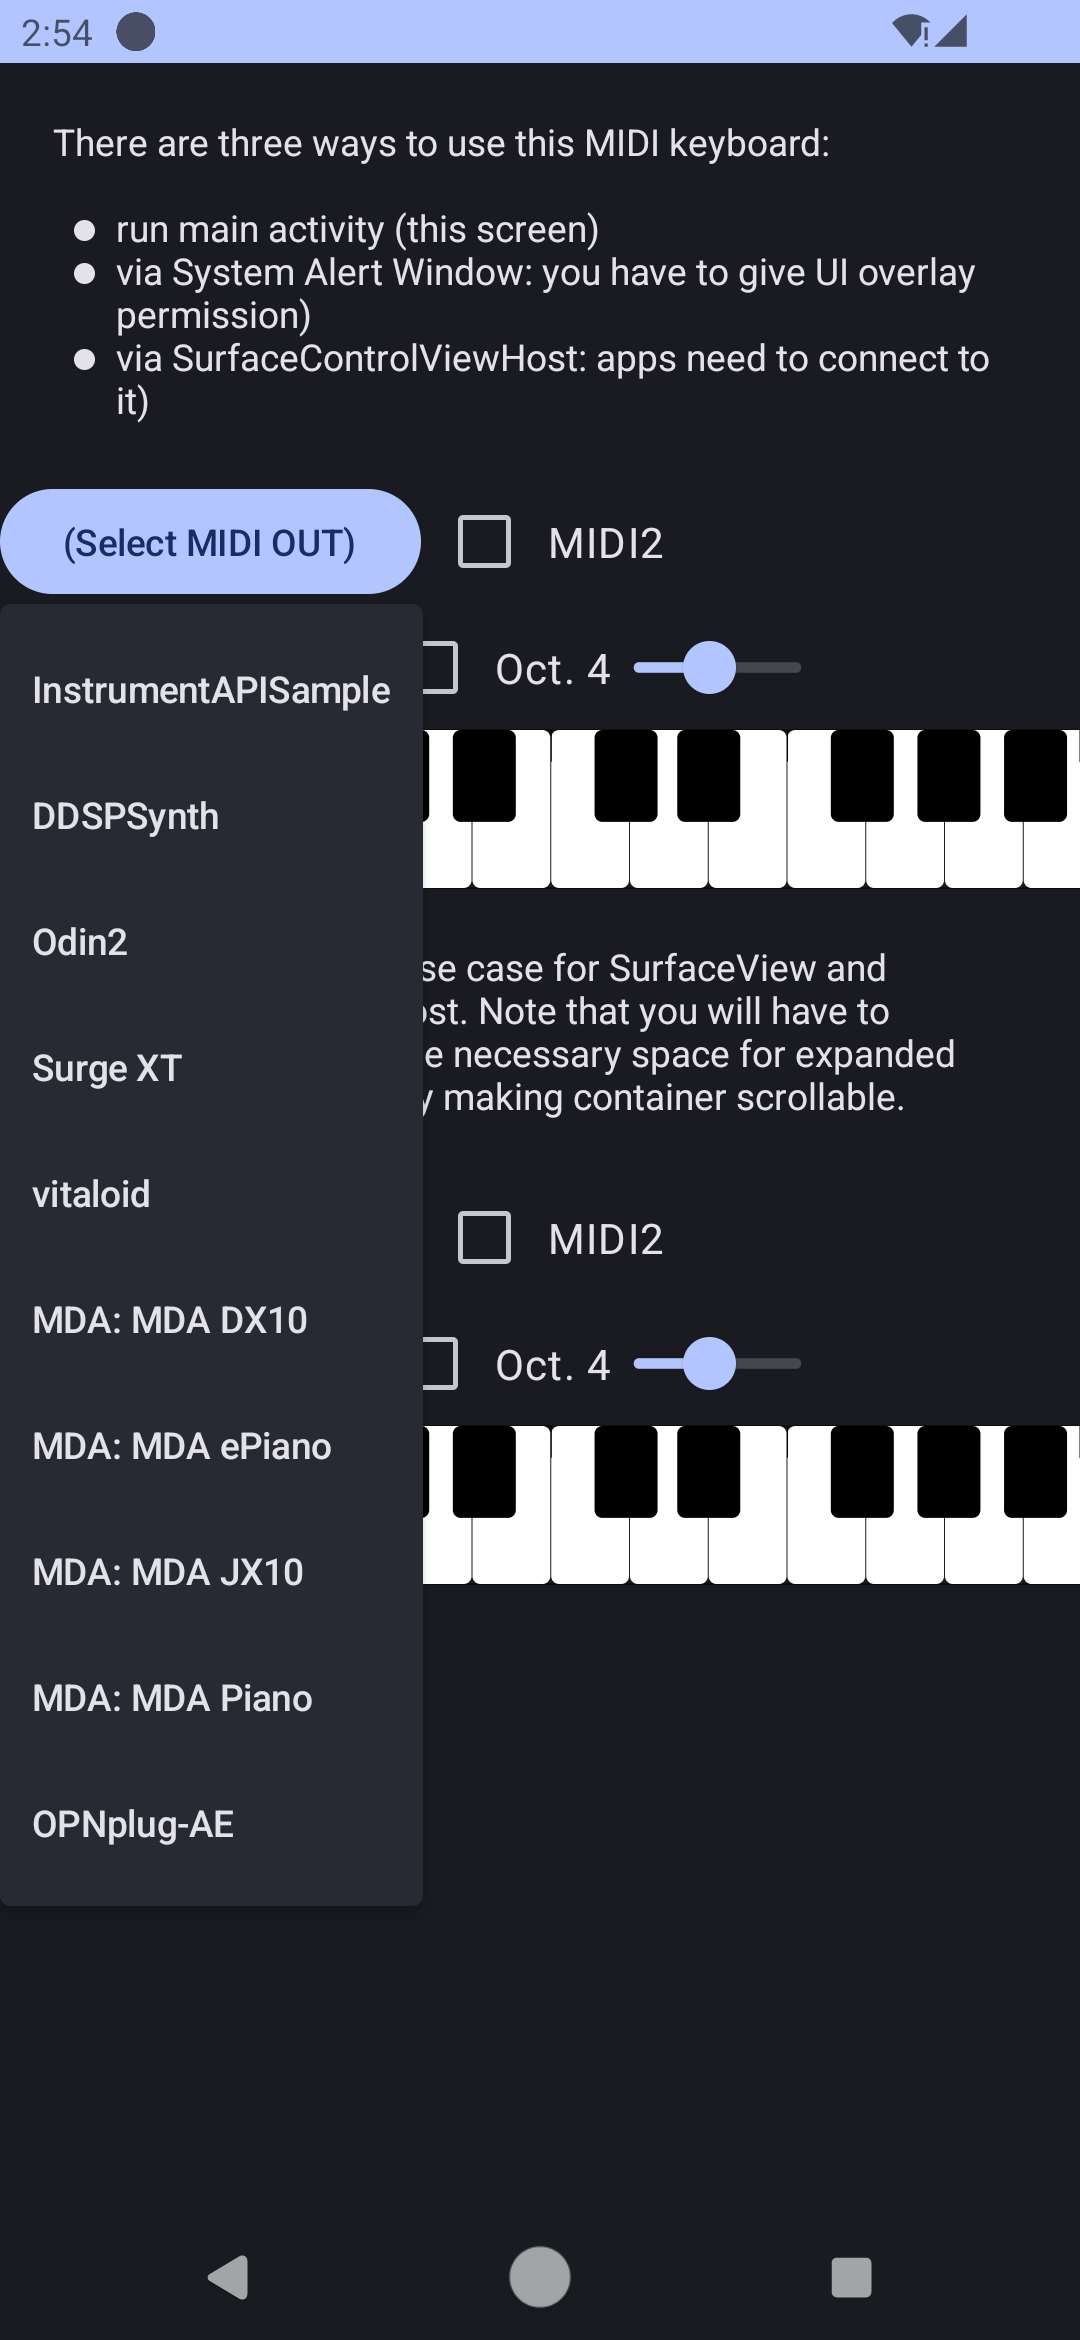 2:54
There are three ways to use this MIDI keyboard:
run main activity (this screen)
via System Alert Window: you have to give UI overlay
permission)
via SurfaceControlViewHost: apps need to connect to
it)
(Select MIDI OUT)
MIDI2
Oct. 4
InstrumentAPISample
DDSPSynth
Odin2
case for SurfaceView and
Note that you will have to
necessary space for expanded
making container scrollable.
Surge XT
vitaloid
MIDI2
MDA: MDA DX10
Oct. 4
MDA: MDA ePiano
MDA: MDA JX10
MDA: MDA Piano
OPNplug-AE